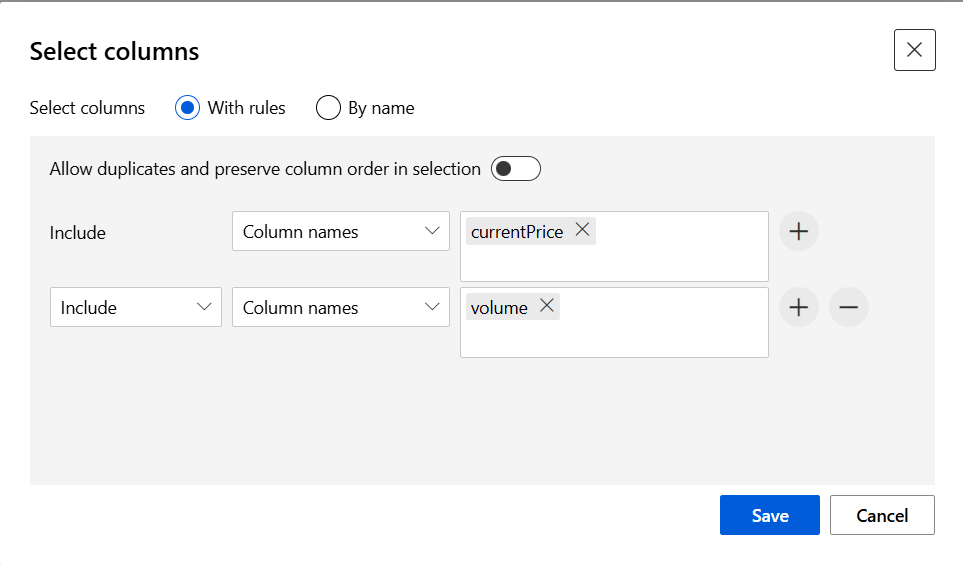 Select columns
Select columns With rules By name
Allow duplicates and preserve column order in selection
Include Column names currentPrice
Include Column names volume
Save Cancel